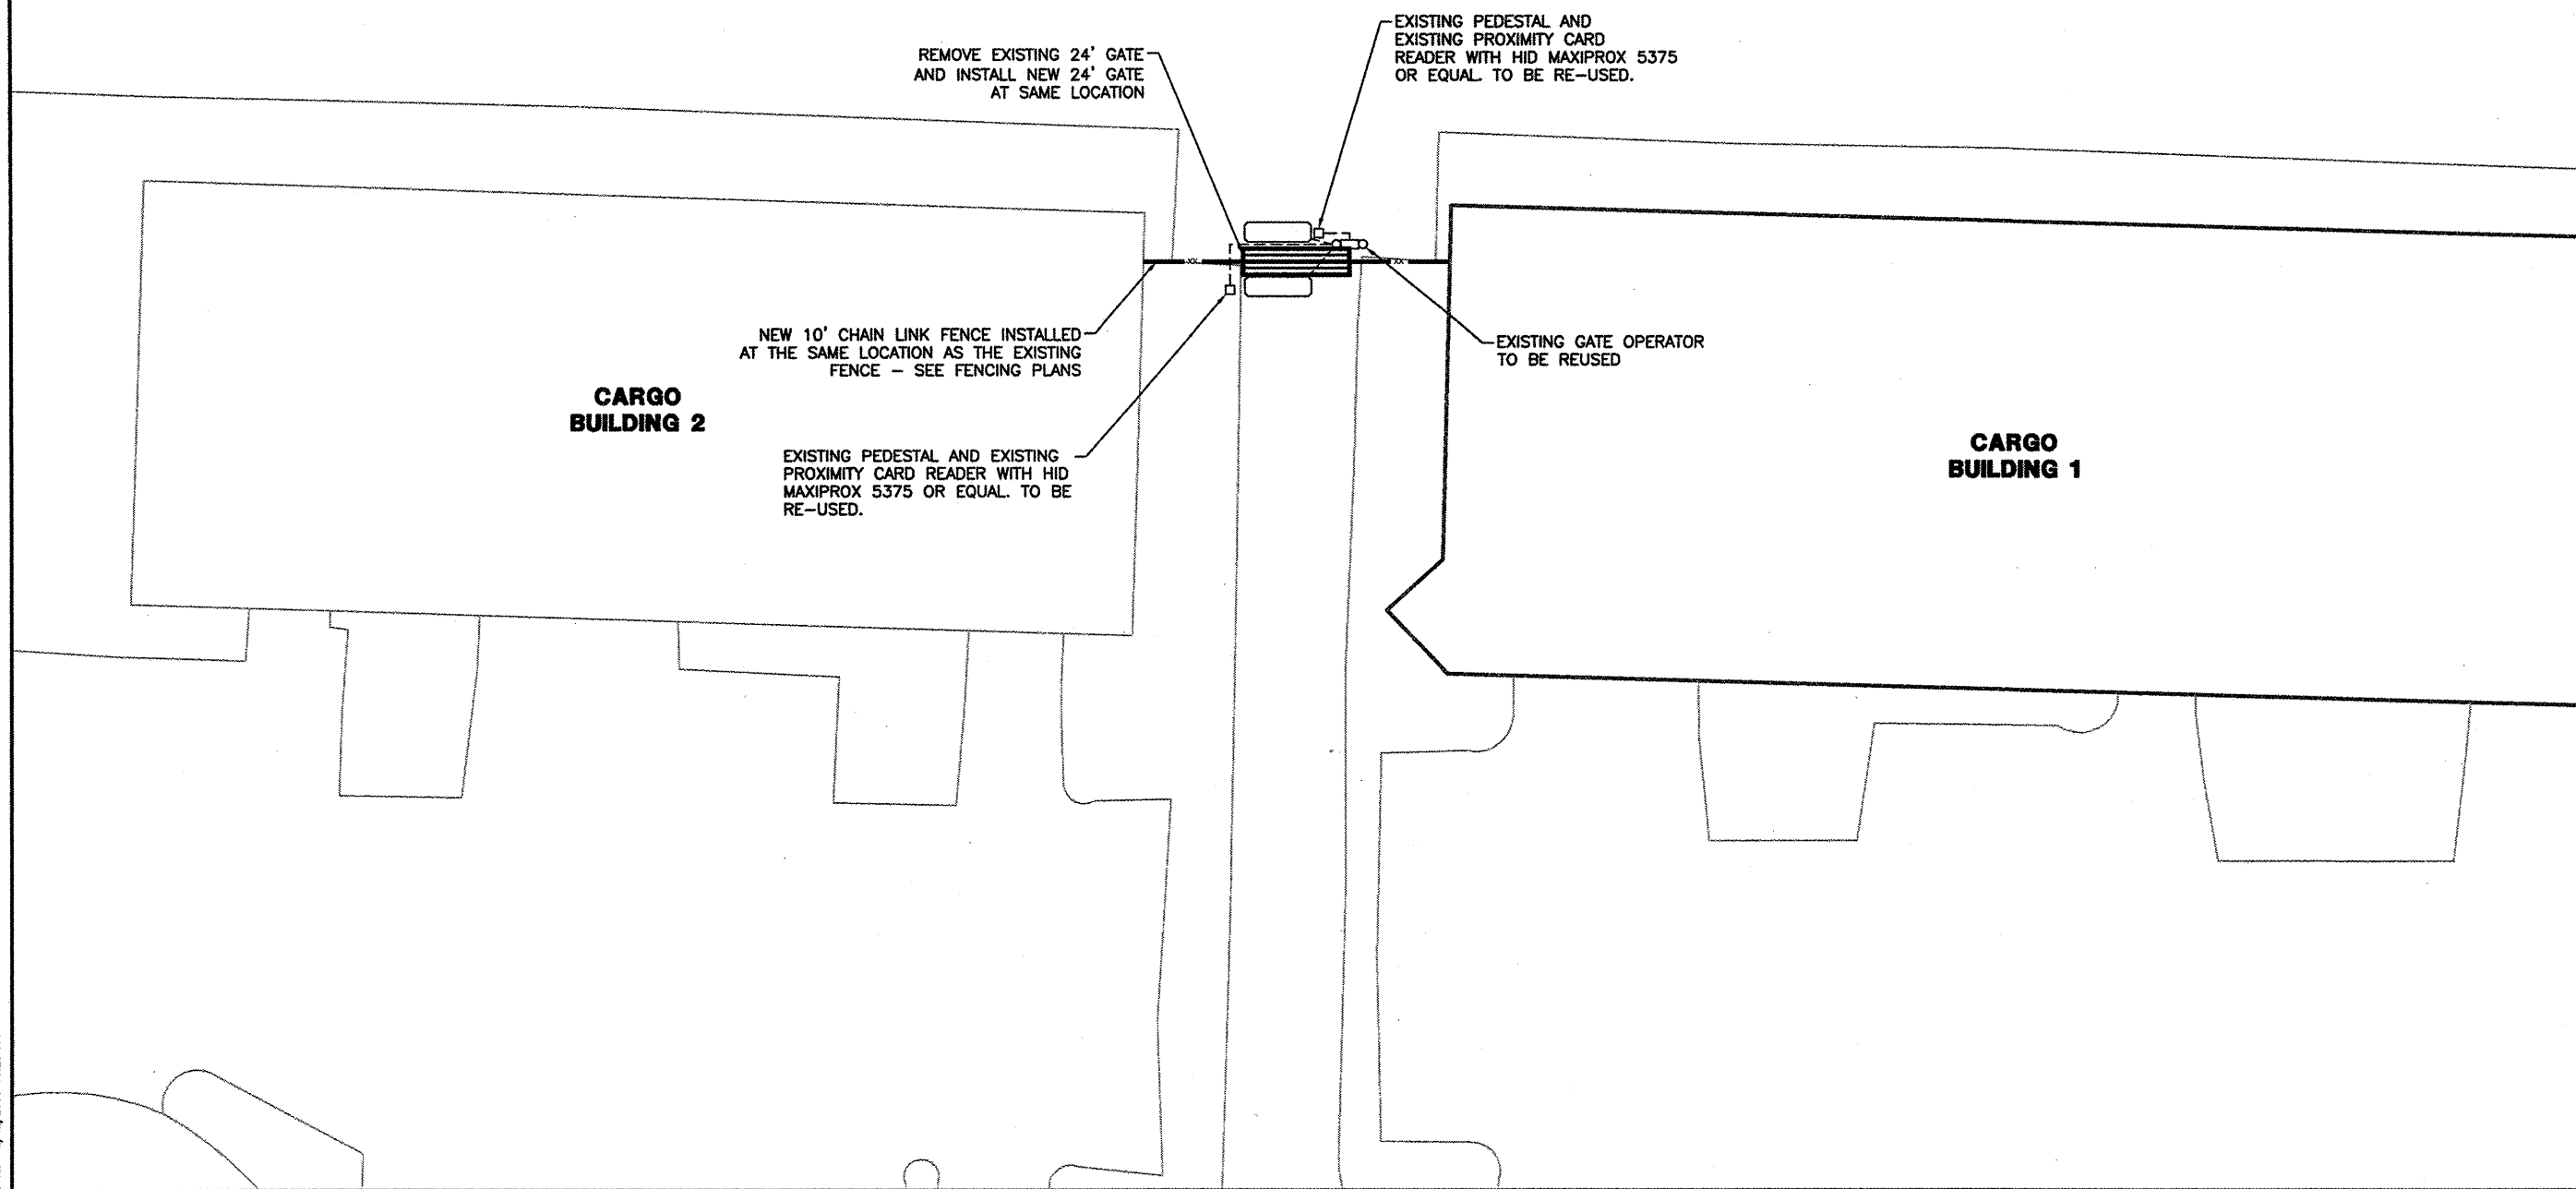 EXISTING PEDESTAL AND
EXISTING PROXIMITY CARD
READER WITH HID MAXIPROX 5375
OR EQUAL. TO BE RE-USED.
REMOVE EXISTING 24' GATE
AND INSTALL NEW 24' GATE
AT SAME LOCATION
XX
XX
NEW 10' CHAIN LINK FENCE INSTALLED
AT THE SAME LOCATION AS THE EXISTING
FENCE – SEE FENCING PLANS
EXISTING GATE OPERATOR
TO BE REUSED
CARGO
BUILDING 2
EXISTING PEDESTAL AND EXISTING
PROXIMITY CARD READER WITH HID
MAXIPROX 5375 OR EQUAL. TO BE
RE-USED.
CARGO
BUILDING 1